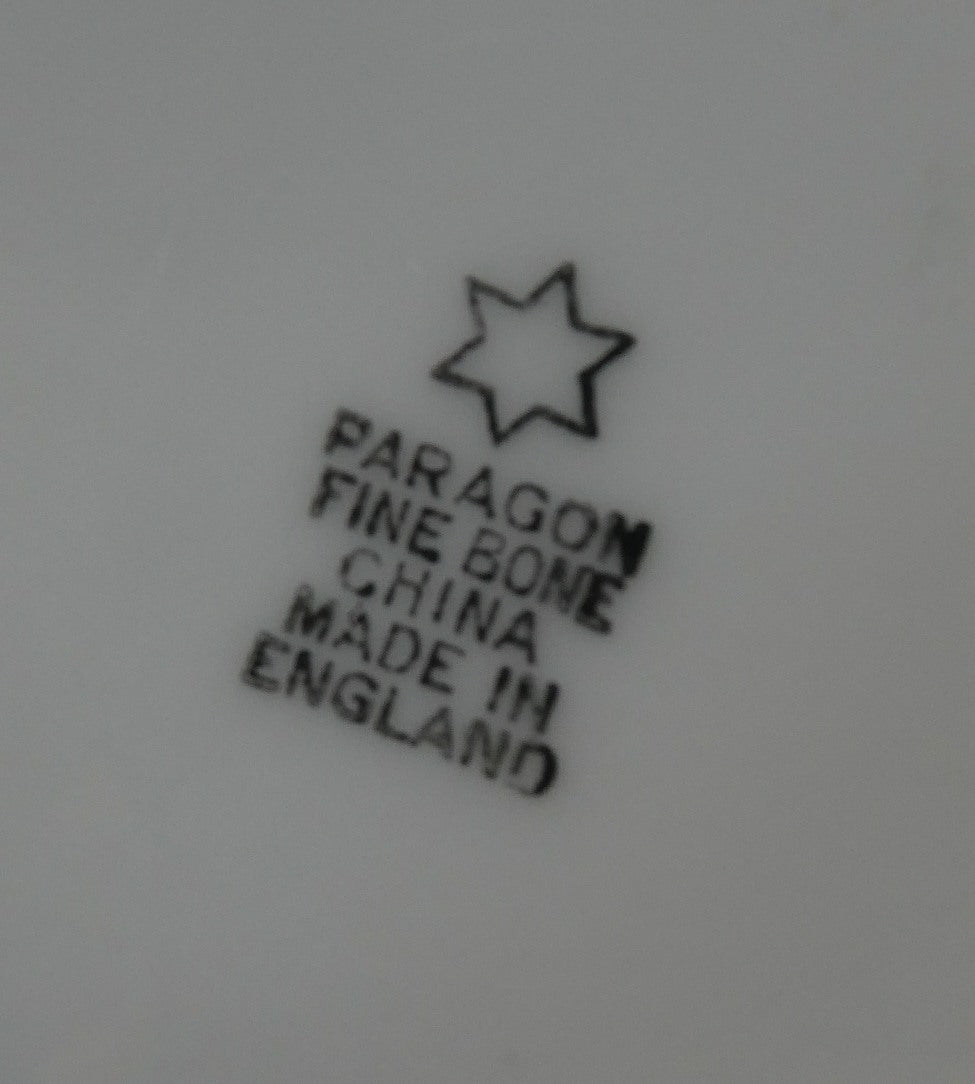 PARAGON
FINE BONE
CHINA
MADE IN
ENGLAND